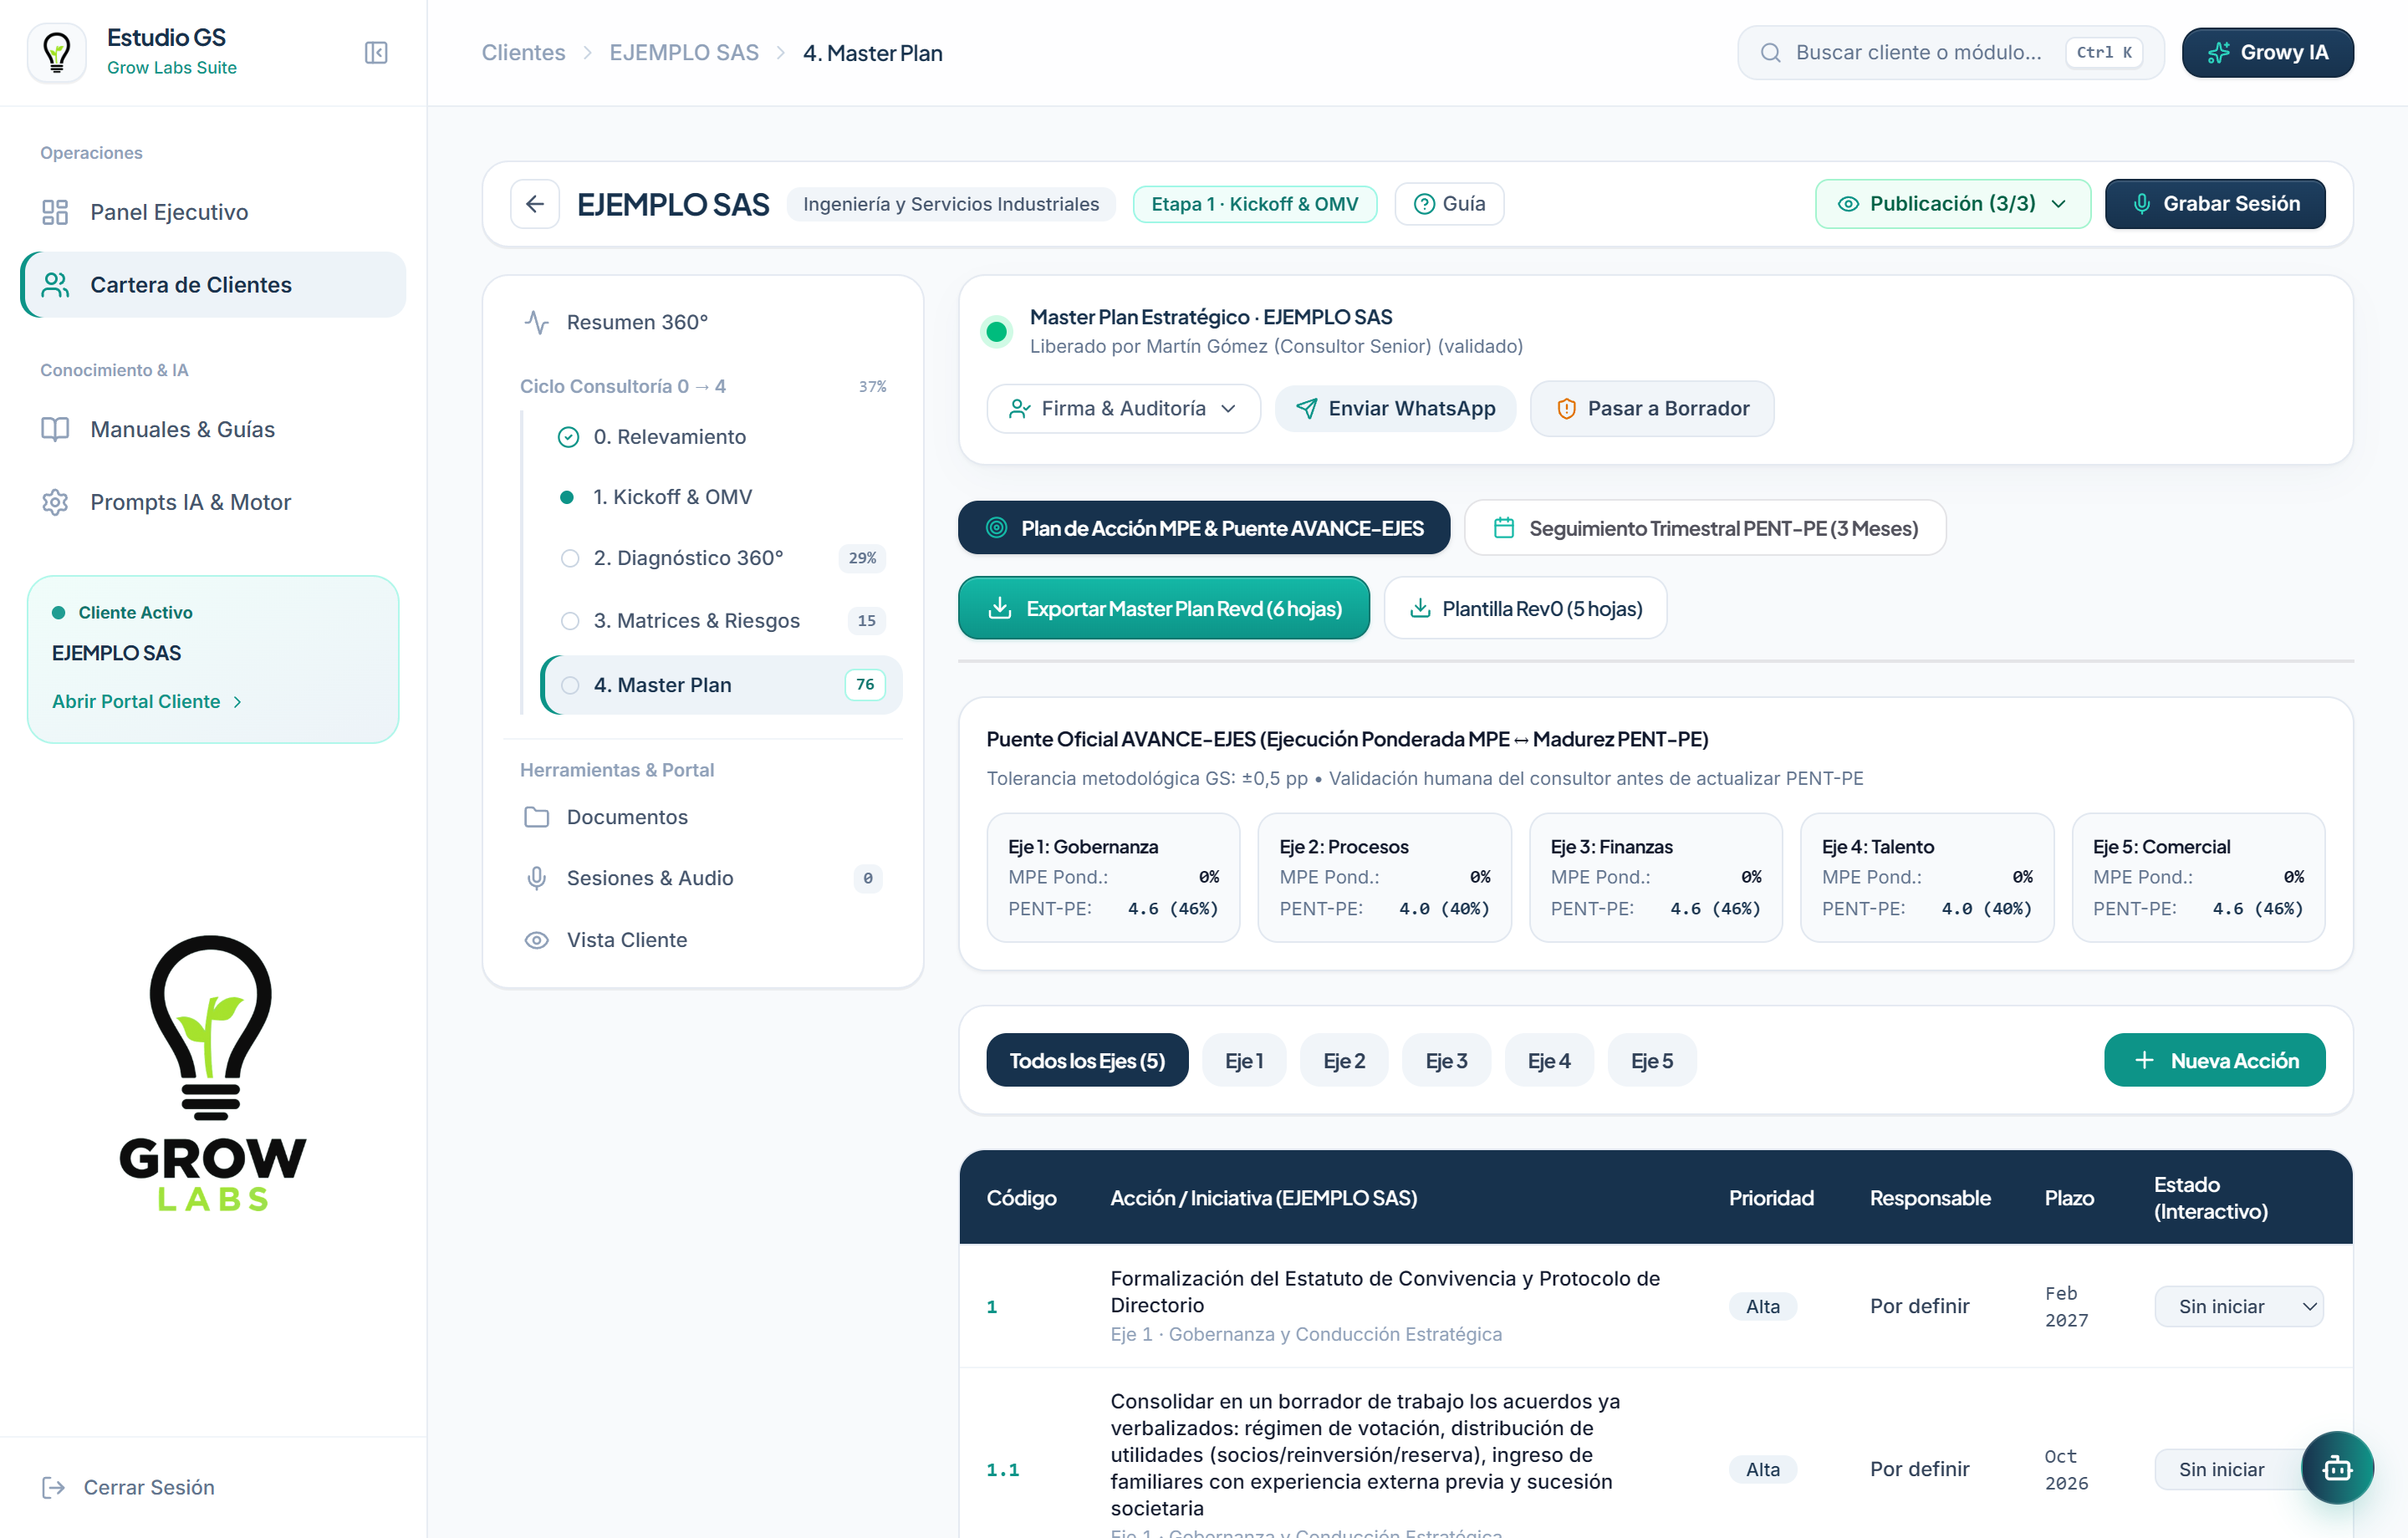 Estudio GS
Grow Labs Suite
Operaciones
Panel Ejecutivo
Cartera de Clientes
Conocimiento & IA
Manuales & Guías
Prompts IA & Motor
Cliente Activo
EJEMPLO SAS
Abrir Portal Cliente
GROW
LABS
Cerrar Sesión
Clientes > EJEMPLO SAS > 4. Master Plan
Buscar cliente o módulo... Ctrl K
Growy IA
EJEMPLO SAS Ingeniería y Servicios Industriales Etapa 1 · Kickoff & OMV Guía
Publicación (3/3) Grabar Sesión
Resumen 360°
Ciclo Consultoría 0 → 4 37%
0. Relevamiento
1. Kickoff & OMV
2. Diagnóstico 360° 29%
3. Matrices & Riesgos 15
4. Master Plan 76
Herramientas & Portal
Documentos
Sesiones & Audio 0
Vista Cliente
Master Plan Estratégico · EJEMPLO SAS
Liberado por Martín Gómez (Consultor Senior) (validado)
Firma & Auditoría Enviar WhatsApp Pasar a Borrador
Plan de Acción MPE & Puente AVANCE-EJES Seguimiento Trimestral PENT-PE (3 Meses)
Exportar Master Plan Revd (6 hojas) Plantilla Rev0 (5 hojas)
Puente Oficial AVANCE-EJES (Ejecución Ponderada MPE ↔ Madurez PENT-PE)
Tolerancia metodológica GS: ±0,5 pp • Validación humana del consultor antes de actualizar PENT-PE
Eje 1: Gobernanza
MPE Pond.: 0%
PENT-PE: 4.6 (46%)
Eje 2: Procesos
MPE Pond.: 0%
PENT-PE: 4.0 (40%)
Eje 3: Finanzas
MPE Pond.: 0%
PENT-PE: 4.6 (46%)
Eje 4: Talento
MPE Pond.: 0%
PENT-PE: 4.0 (40%)
Eje 5: Comercial
MPE Pond.: 0%
PENT-PE: 4.6 (46%)
Todos los Ejes (5) Eje 1 Eje 2 Eje 3 Eje 4 Eje 5
Nueva Acción
Código Acción / Iniciativa (EJEMPLO SAS) Prioridad Responsable Plazo Estado
(Interactivo)
1
Formalización del Estatuto de Convivencia y Protocolo de
Directorio
Eje 1 · Gobernanza y Conducción Estratégica
Alta
Por definir
Feb
2027
Sin iniciar
1.1
Consolidar en un borrador de trabajo los acuerdos ya
verbalizados: régimen de votación, distribución de
utilidades (socios/reinversión/reserva), ingreso de
familiares con experiencia externa previa y sucesión
societaria
Eje 1 · Gobernanza y Conducción Estratégica
Alta
Por definir
Oct
2026
Sin iniciar